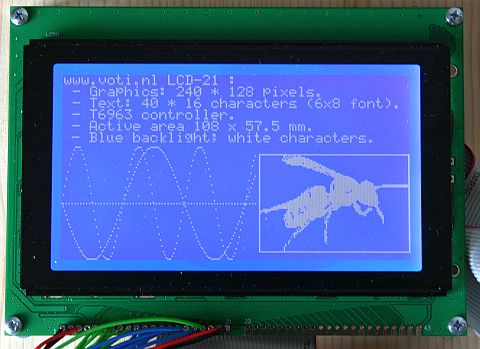 www.voti.nl LCD-21 :
- Graphics: 240 * 128 pixels.
- Text: 40 * 16 characters (6x8 font).
- T6963 controller.
- Active area 108 x 57.5 mm.
- Blue backlight; white characters.